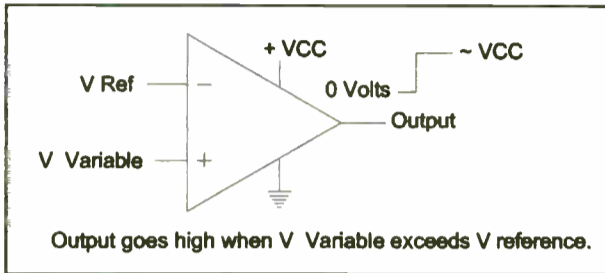 + VCC
~ VCC
V Ref
−
0 Volts
Output
V Variable
+
Output goes high when V Variable exceeds V reference.